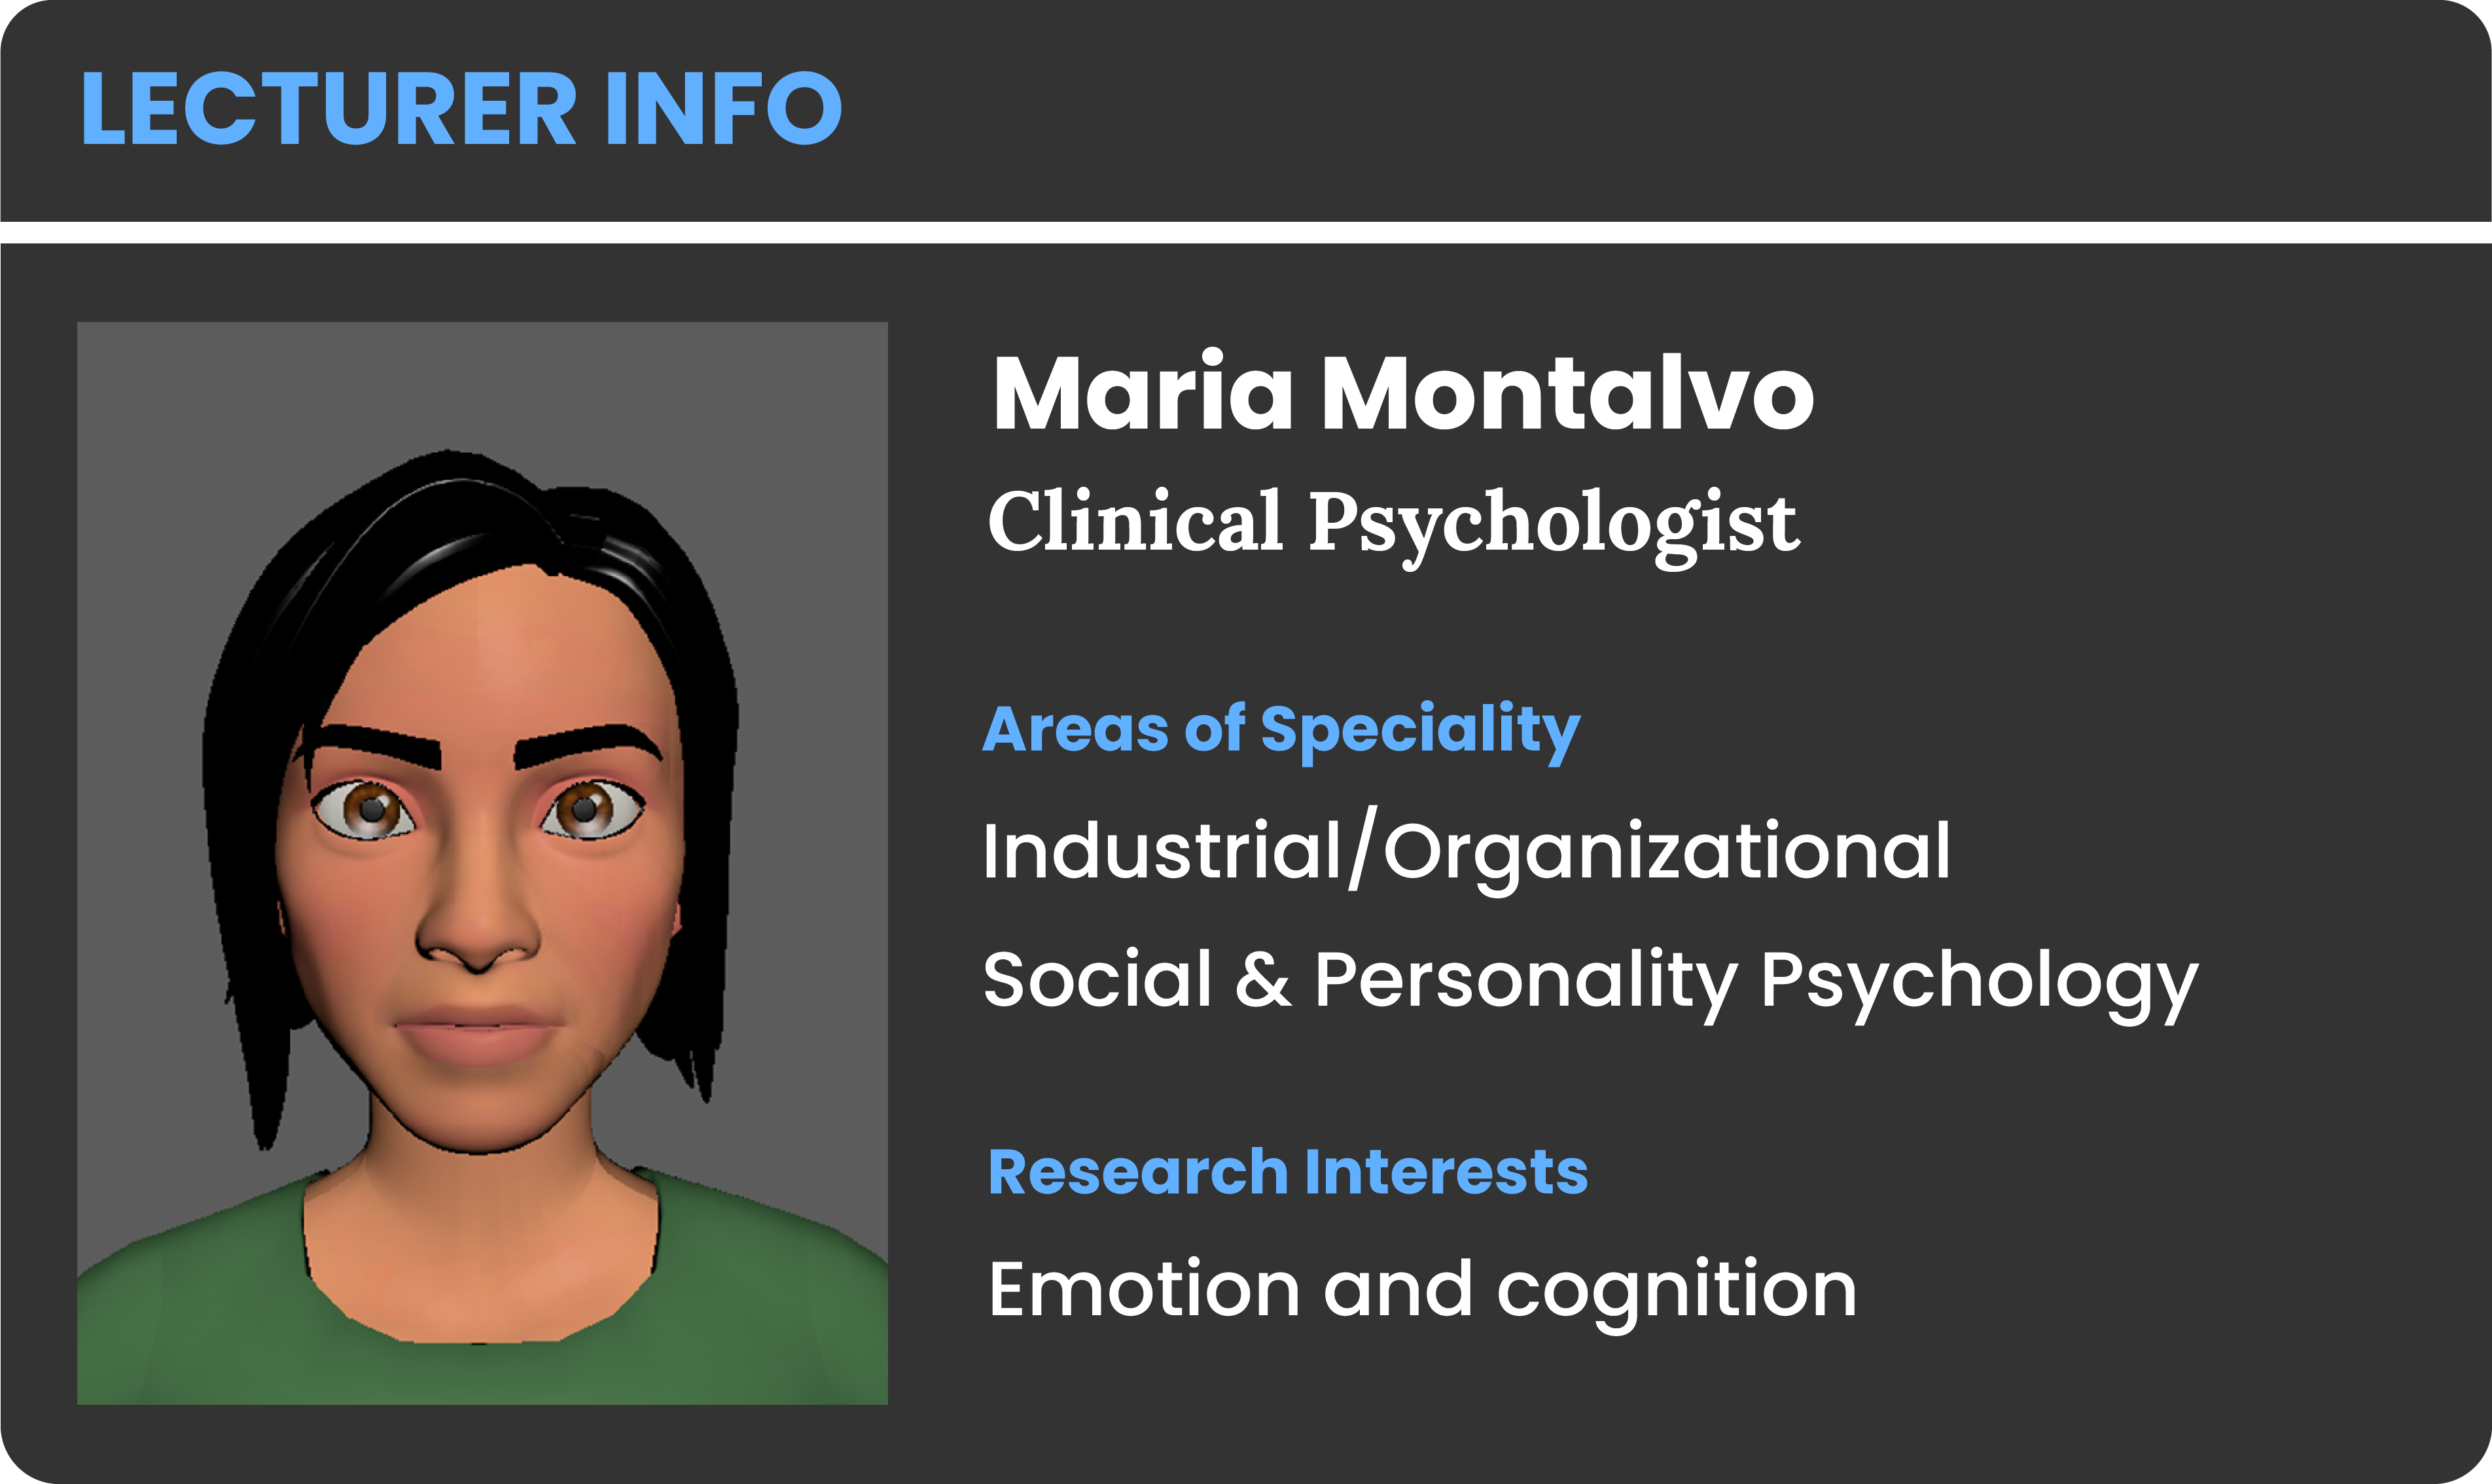 LECTURER INFO
Maria Montalvo
Clinical Psychologist
Areas of Speciality
Industrial/Organizational
Social & Personality Psychology
Research Interests
Emotion and cognition